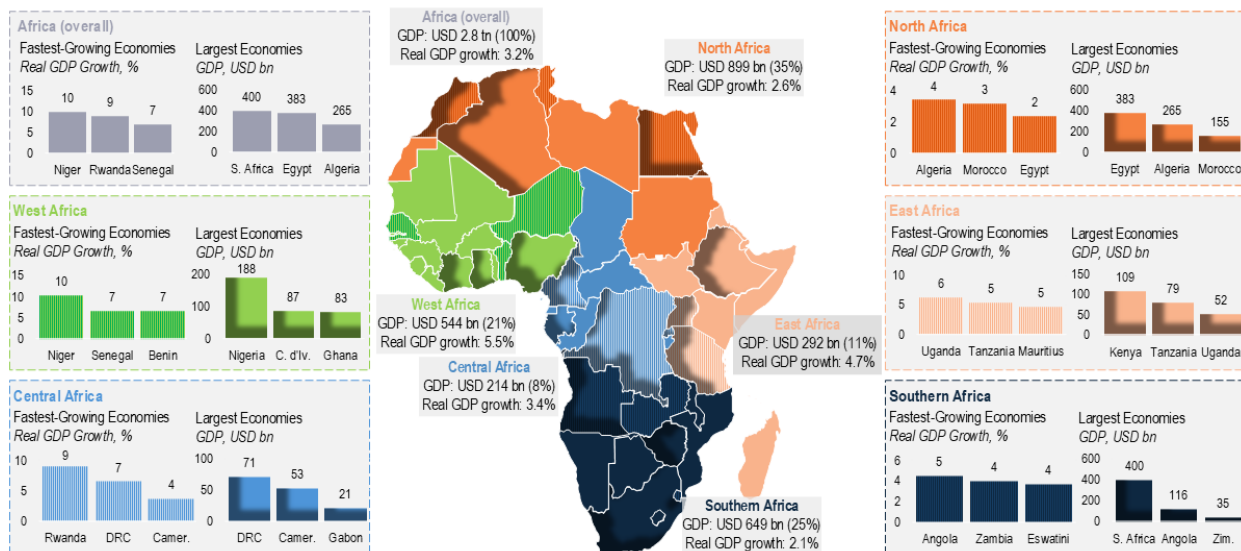 Africa (overall)
Fastest-Growing Economies
Real GDP Growth, %
Largest Economies
GDP, USD bn
15
10
5
0
10
9
7
Niger
Rwanda
Senegal
600
400
200
0
400
383
265
S. Africa
Egypt
Algeria
West Africa
Fastest-Growing Economies
Real GDP Growth, %
Largest Economies
GDP, USD bn
15
10
5
0
10
7
7
Niger
Senegal
Benin
200
100
0
188
87
83
Nigeria
C. d'Iv.
Ghana
Central Africa
Fastest-Growing Economies
Real GDP Growth, %
Largest Economies
GDP, USD bn
10
5
0
9
7
4
Rwanda
DRC
Camer.
100
50
0
71
53
21
DRC
Camer.
Gabon
Africa (overall)
GDP: USD 2.8 tn (100%)
Real GDP growth: 3.2%
North Africa
GDP: USD 899 bn (35%)
Real GDP growth: 2.6%
West Africa
GDP: USD 544 bn (21%)
Real GDP growth: 5.5%
Central Africa
GDP: USD 214 bn (8%)
Real GDP growth: 3.4%
East Africa
GDP: USD 292 bn (11%)
Real GDP growth: 4.7%
Southern Africa
GDP: USD 649 bn (25%)
Real GDP growth: 2.1%
North Africa
Fastest-Growing Economies
Real GDP Growth, %
Largest Economies
GDP, USD bn
4
2
0
4
3
2
Algeria
Morocco
Egypt
600
400
200
0
383
265
155
Egypt
Algeria
Morocco
East Africa
Fastest-Growing Economies
Real GDP Growth, %
Largest Economies
GDP, USD bn
10
5
0
6
5
5
Uganda
Tanzania
Mauritius
150
100
50
0
109
79
52
Kenya
Tanzania
Uganda
Southern Africa
Fastest-Growing Economies
Real GDP Growth, %
Largest Economies
GDP, USD bn
6
4
2
0
5
4
4
Angola
Zambia
Eswatini
600
400
200
0
400
116
35
S. Africa
Angola
Zim.